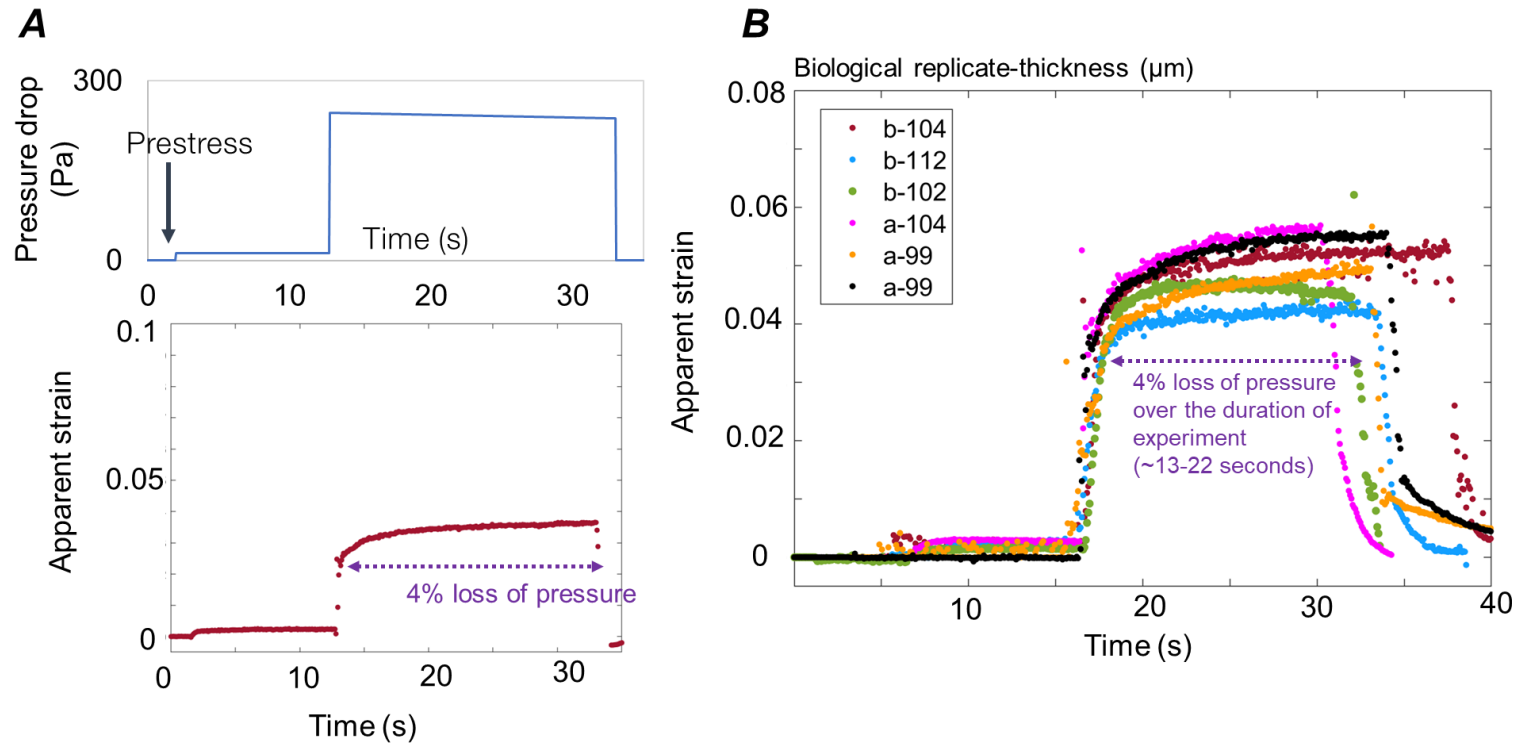 A
Pressure drop
(Pa)
300
0
Prestress
Time (s)
0
10
20
30
Apparent strain
0.1
0.05
0
4% loss of pressure
0
10
20
30
Time (s)
B
Biological replicate-thickness (µm)
Apparent strain
0.08
0.06
0.04
0.02
0
b-104
b-112
b-102
a-104
a-99
a-99
4% loss of pressure
over the duration of
experiment
(~13-22 seconds)
10
20
30
40
Time (s)